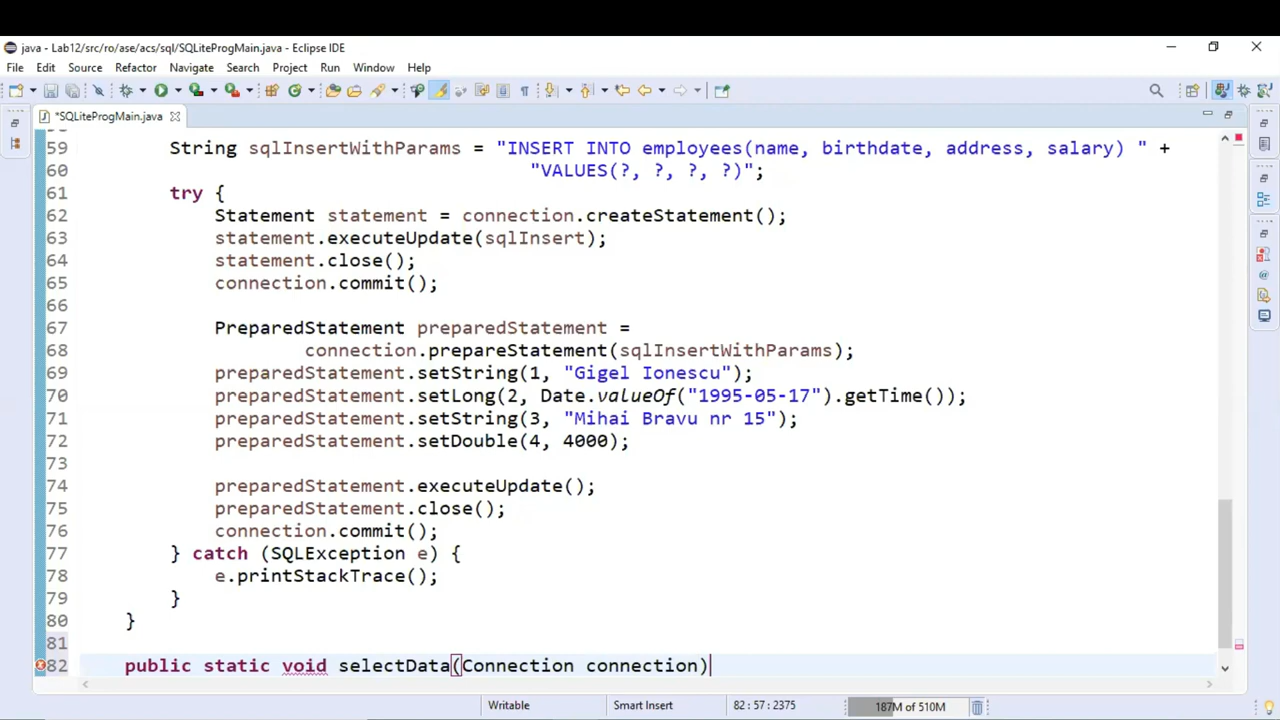 java - Lab12/src/ro/ase/acs/sql/SQLiteProgMain.java - Eclipse IDE
File Edit Source Refactor Navigate Search Project Run Window Help
*SQLiteProgMain.java
59 String sqlInsertWithParams = "INSERT INTO employees(name, birthdate, address, salary) " +
60 "VALUES(?, ?, ?, ?)";
61 try {
62 Statement statement = connection.createStatement();
63 statement.executeUpdate(sqlInsert);
64 statement.close();
65 connection.commit();
66
67 PreparedStatement preparedStatement =
68 connection.prepareStatement(sqlInsertWithParams);
69 preparedStatement.setString(1, "Gigel Ionescu");
70 preparedStatement.setLong(2, Date.valueOf("1995-05-17").getTime());
71 preparedStatement.setString(3, "Mihai Bravu nr 15");
72 preparedStatement.setDouble(4, 4000);
73
74 preparedStatement.executeUpdate();
75 preparedStatement.close();
76 connection.commit();
77 } catch (SQLException e) {
78 e.printStackTrace();
79 }
80 }
81
82 public static void selectData(Connection connection)
Writable Smart Insert 82 : 57 : 2375 187M of 510M